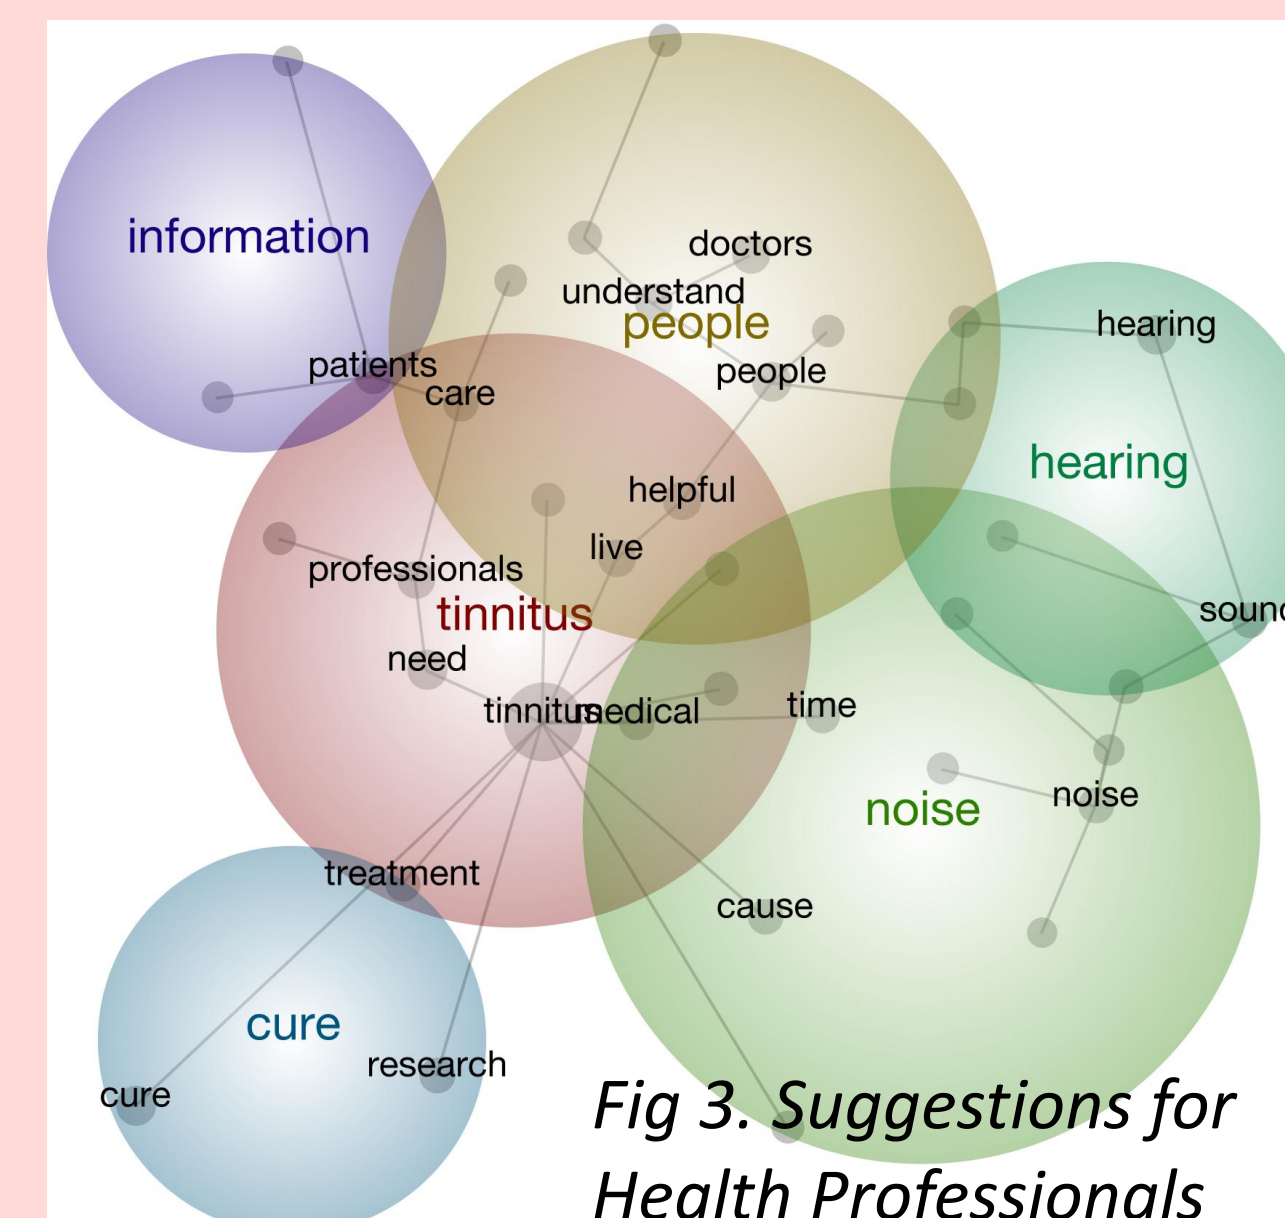 information
doctors
understand
people
hearing
patients
people
care
hearing
helpful
live
professionals
tinnitus
soun
need
tinnitus
medical
time
noise
noise
treatment
cause
cure
research
cure
Fig 3. Suggestions for
Health Professionals